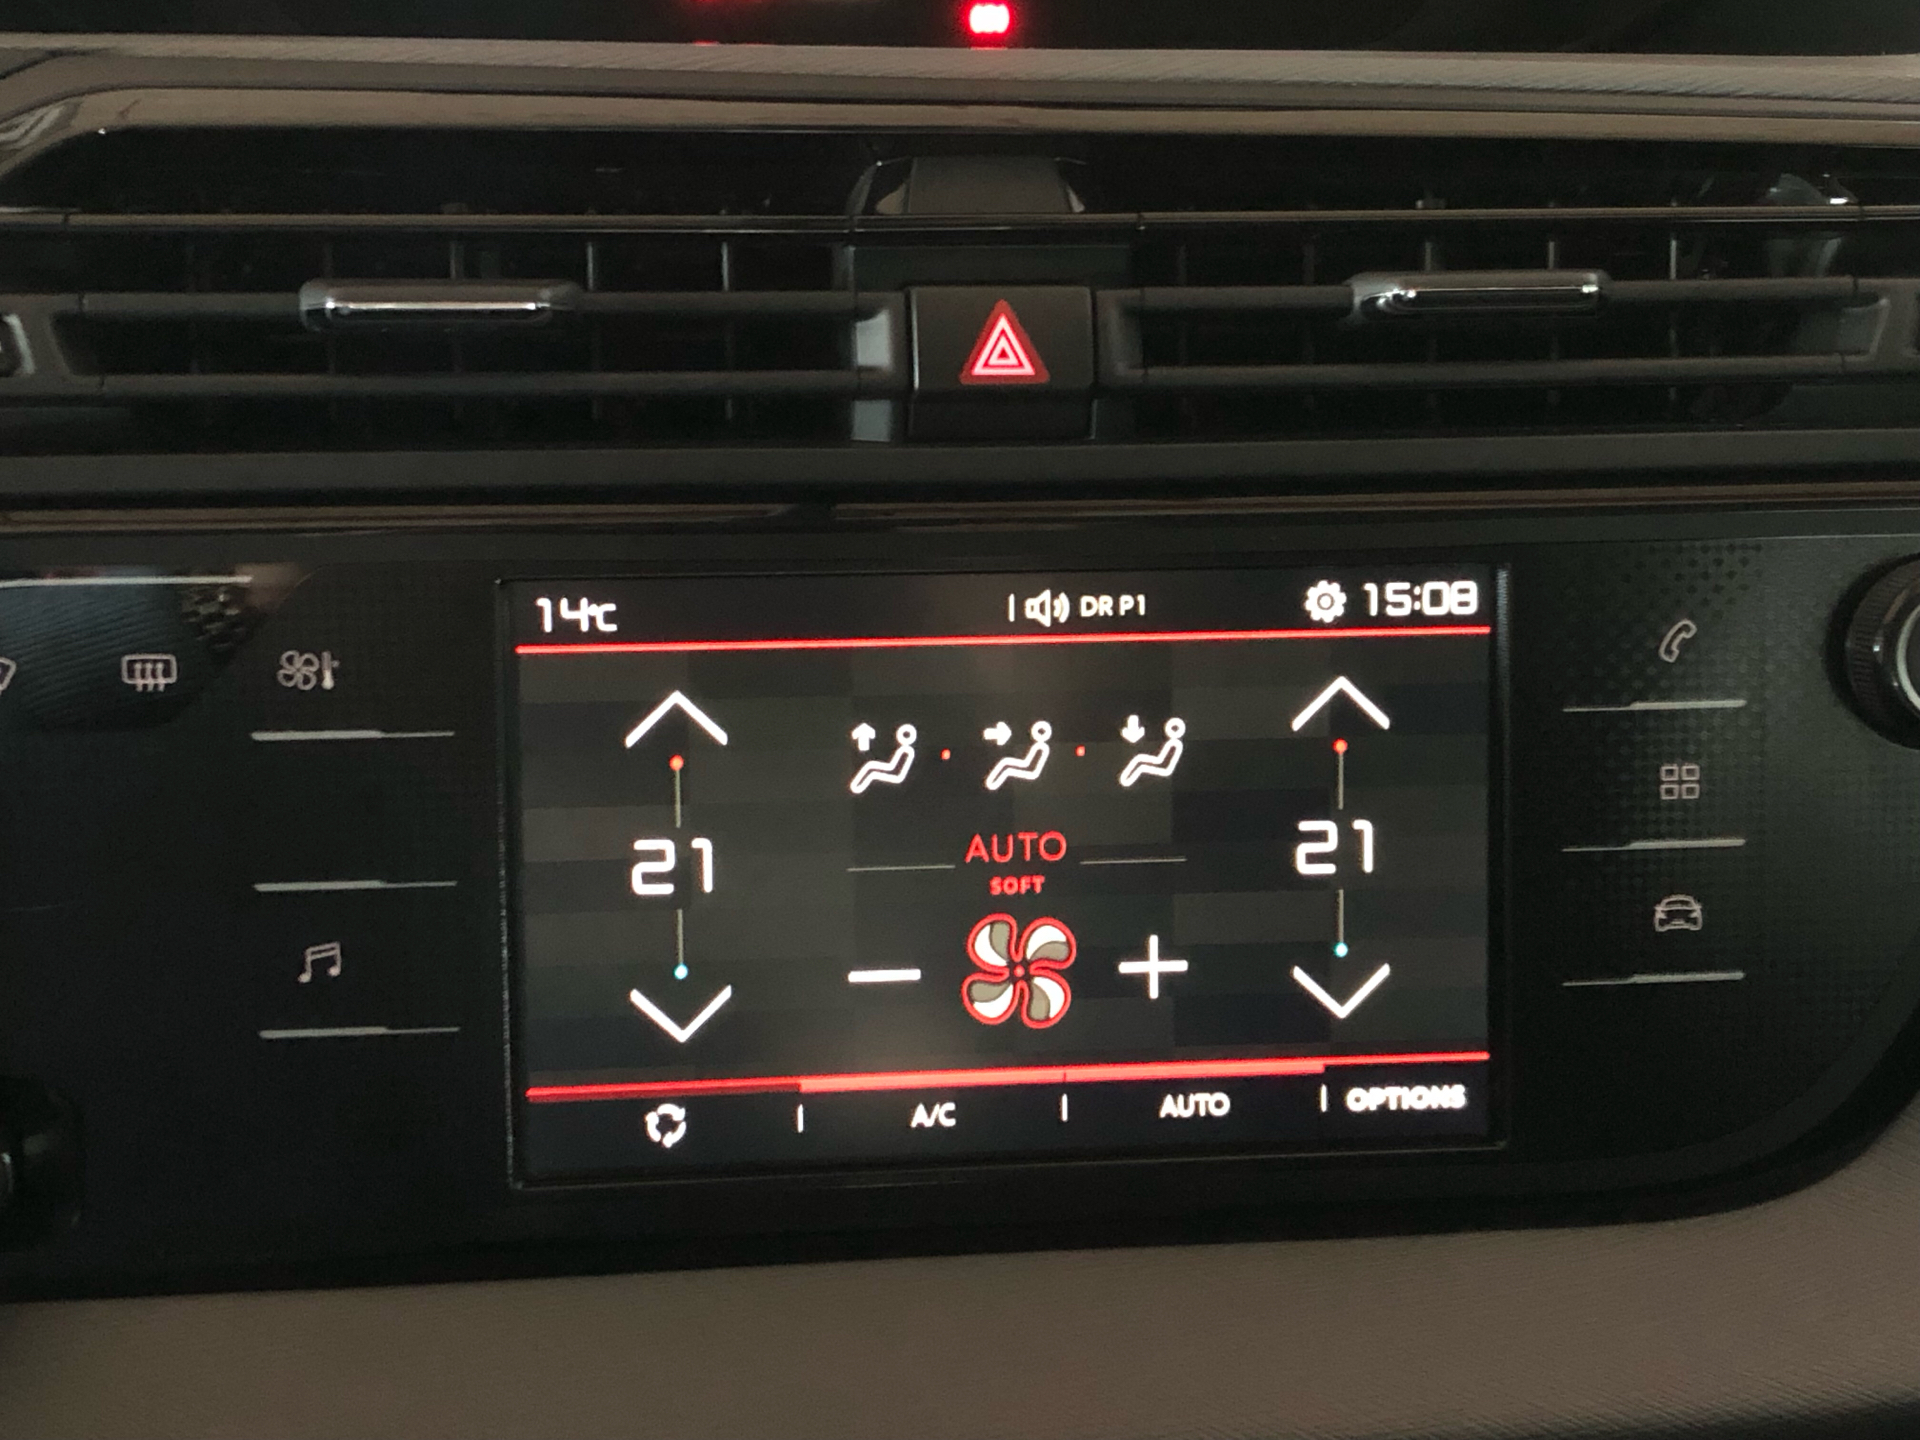 14°C
DR P1
15:08
21
AUTO
SOFT
21
A/C
AUTO
OPTIONS